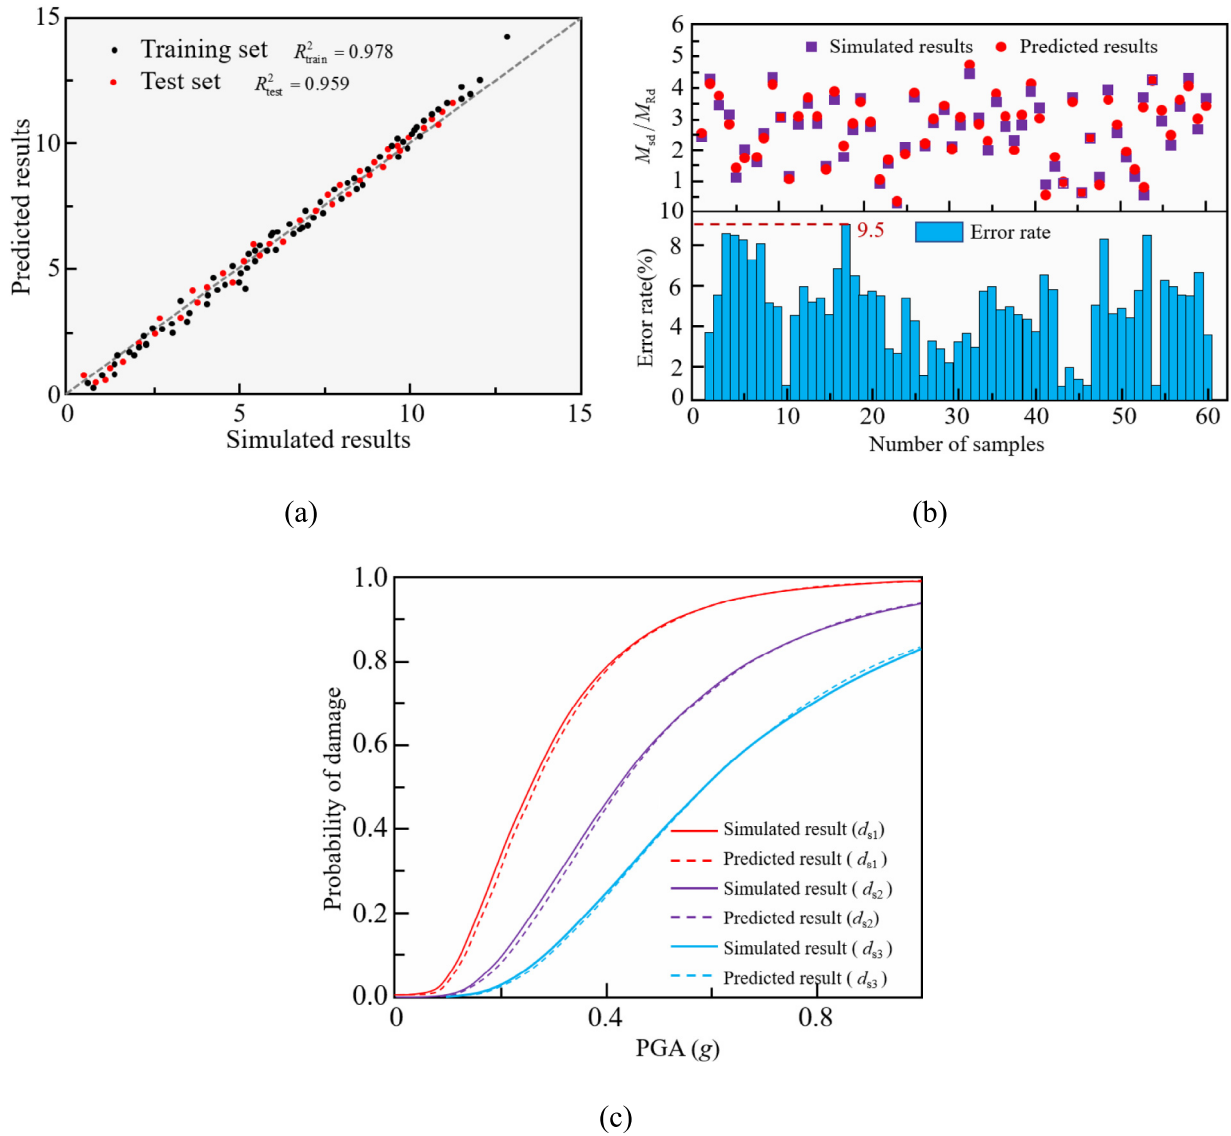 15
Training set R²train = 0.978
Test set R²test = 0.959
10
5
0
0 5 10 15
Predicted results
Simulated results
(a)
6
5
4
3
2
1
Simulated results Predicted results
Msd/MRd
10
8
6
4
2
0
9.5 Error rate
Error rate(%)
0 10 20 30 40 50 60
Number of samples
(b)
1.0
0.8
0.6
0.4
0.2
0.0
Probability of damage
Simulated result (ds1)
Predicted result ( ds1)
Simulated result ( ds2)
Predicted result (ds2)
Simulated result ( ds3)
Predicted result ( ds3)
0 0.4 0.8
PGA (g)
(c)